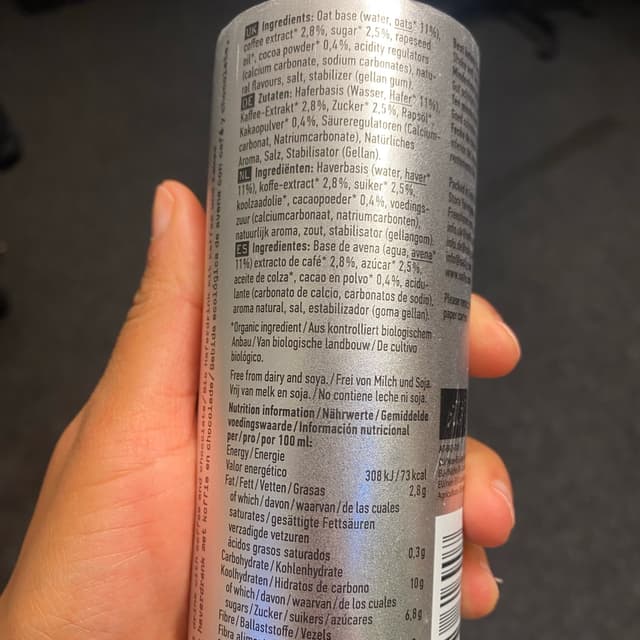 UK Ingredients: Oat base (water, oats* 11%),
coffee extract* 2,8%, sugar* 2,5%, rapeseed
oil*, cocoa powder* 0,4%, acidity regulators
(calcium carbonate, sodium carbonates), natu-
ral flavours, salt, stabilizer (gellan gum).
DE Zutaten: Haferbasis (Wasser, Hafer* 11%),
Kaffee-Extrakt* 2,8%, Zucker* 2,5%, Rapsöl*,
Kakaopulver* 0,4%, Säureregulatoren (Calcium-
carbonat, Natriumcarbonate), Natürliches
Aroma, Salz, Stabilisator (Gellan).
NL Ingrediënten: Haverbasis (water, haver*
11%), koffie-extract* 2,8%, suiker* 2,5%,
koolzaadolie*, cacaopoeder* 0,4%, voedings-
zuur (calciumcarbonaat, natriumcarbonten),
natuurlijk aroma, zout, stabilisator (gellangom).
ES Ingredientes: Base de avena (agua, avena*
11%) extracto de café* 2,8%, azúcar* 2,5%,
aceite de colza*, cacao en polvo* 0,4%, acidu-
lante (carbonato de calcio, carbonatos de sodio),
aroma natural, sal, estabilizador (goma gellan).
*Organic ingredient/Aus kontrolliert biologischem
Anbau/Van biologische landbouw/De cultivo
biológico.
Free from dairy and soya./Frei von Milch und Soja.
Vrij van melk en soja./No contiene leche ni soja.
Nutrition information/Nährwerte/Gemiddelde
voedingswaarde/Información nutricional
per/pro/por 100 ml:
Energy/Energie
Valor energético 308 kJ/73 kcal
Fat/Fett/Vetten/Grasas 2,8g
of which/davon/waarvan/de las cuales
saturates/gesättigte Fettsäuren
verzadigde vetzuren
ácidos grasos saturados 0,3g
Carbohydrate/Kohlenhydrate
Koolhydraten/Hidratos de carbono 10g
of which/davon/waarvan/de los cuales
sugars/Zucker/suikers/azúcares 6,8g
Fibre/Ballaststoffe/Vezels